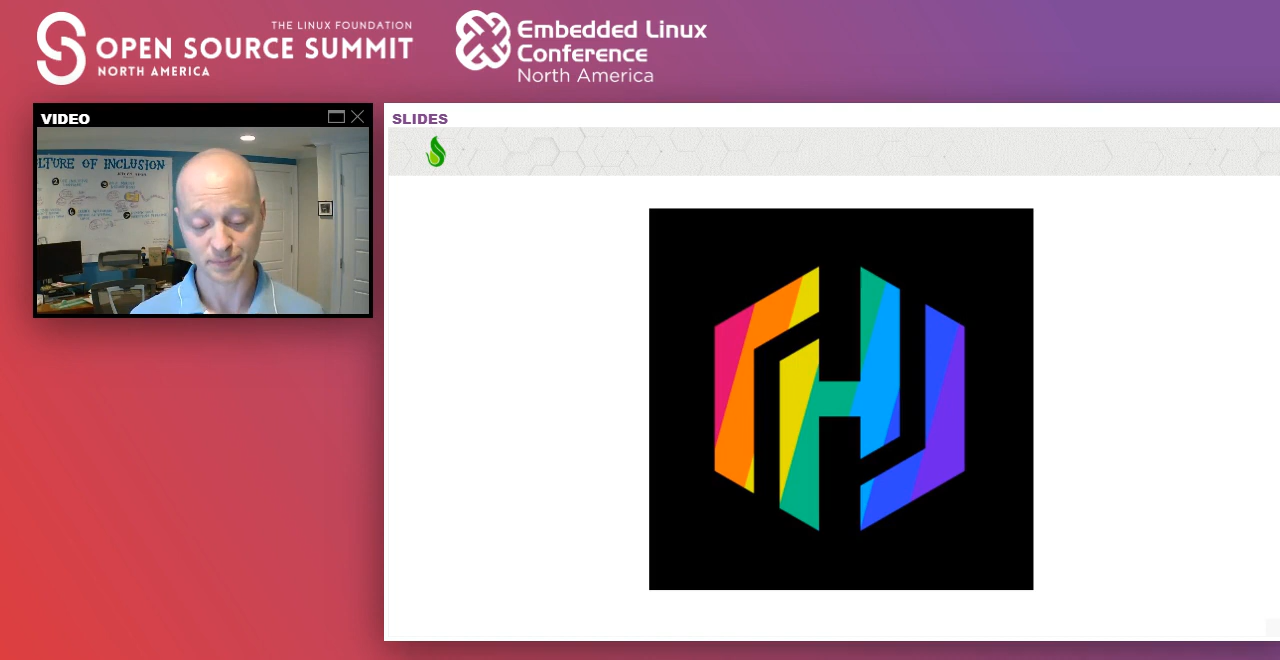 THE LINUX FOUNDATION
OPEN SOURCE SUMMIT
NORTH AMERICA
Embedded Linux
Conference
North America
VIDEO
SLIDES
LTURE OF INCLUSION